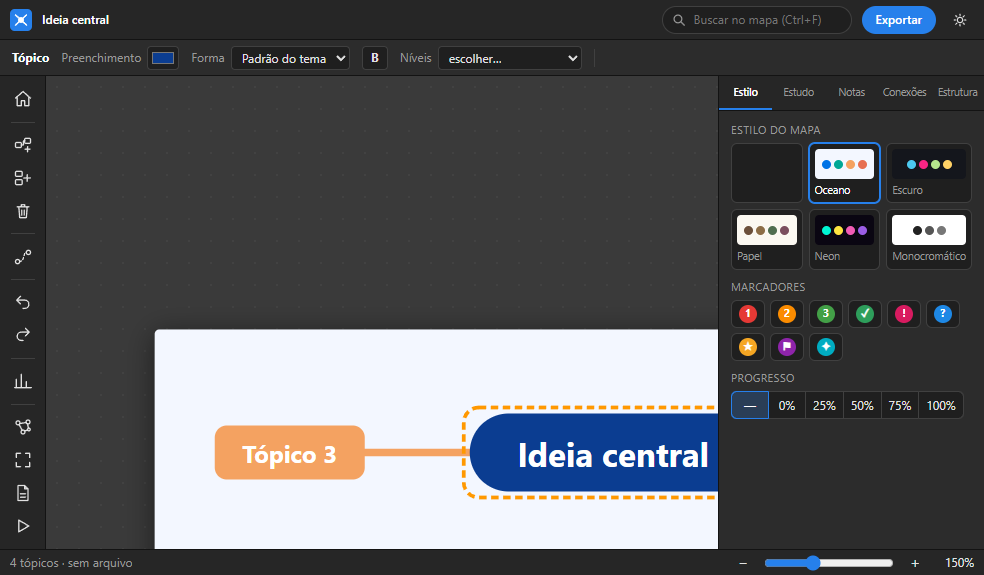 Ideia central
Buscar no mapa (Ctrl+F)
Exportar
Tópico
Preenchimento
Forma
Padrão do tema
B
Níveis
escolher...
Estilo
Estudo
Notas
Conexões
Estrutura
ESTILO DO MAPA
Oceano
Escuro
Papel
Neon
Monocromático
MARCADORES
1
2
3
!
?
PROGRESSO
—
0%
25%
50%
75%
100%
Tópico 3
Ideia central
4 tópicos · sem arquivo
150%